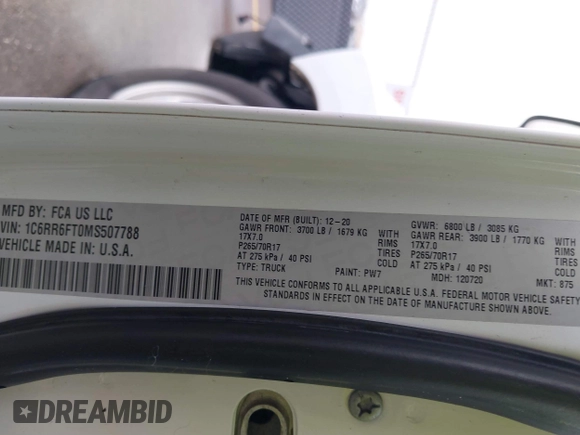 MFD BY: FCA US LLC
VIN: 1C6RR6FT0MS507788
VEHICLE MADE IN: U.S.A.
DATE OF MFR (BUILT): 12-20
GAWR FRONT: 3700 LB / 1679 KG WITH
17X7.0 RIMS
P265/70R17 TIRES
AT 275 kPa / 40 PSI COLD
TYPE: TRUCK PAINT: PW7
GVWR: 6800 LB / 3085 KG
GAWR REAR: 3900 LB / 1770 KG WITH
17X7.0 RIMS
P265/70R17 TIRES
AT 275 kPa / 40 PSI COLD
MDH: 120720 MKT: 875
THIS VEHICLE CONFORMS TO ALL APPLICABLE U.S.A. FEDERAL MOTOR VEHICLE SAFETY
STANDARDS IN EFFECT ON THE DATE OF MANUFACTURE SHOWN ABOVE.
DREAMBID